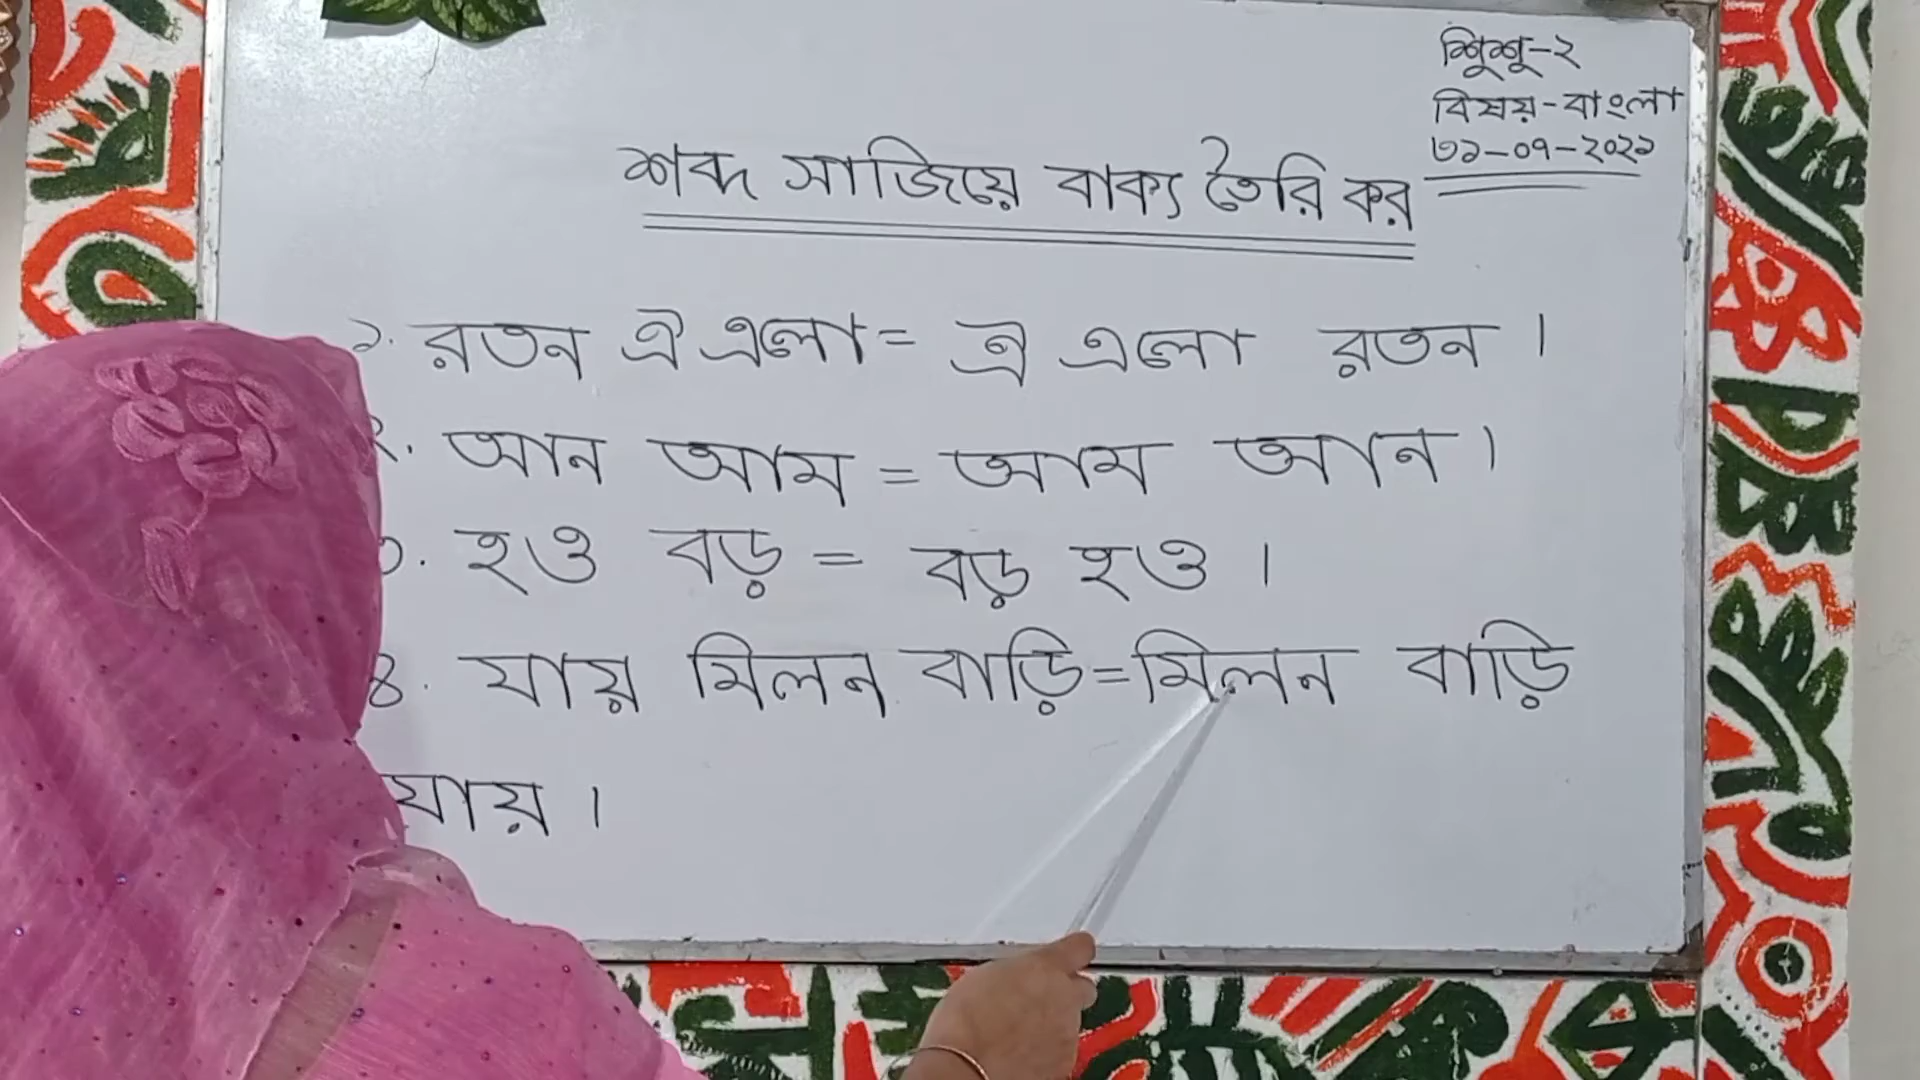 শিশু-২
বিষয়-বাংলা
৩১-০৭-২০২১
শব্দ সাজিয়ে বাক্য তৈরি কর
১. রতন ঐ এলো = ঐ এলো রতন ।
২. আন আম = আম আন ।
৩. হও বড় = বড় হও ।
৪. যায় মিলন বাড়ি = মিলন বাড়ি
যায় ।